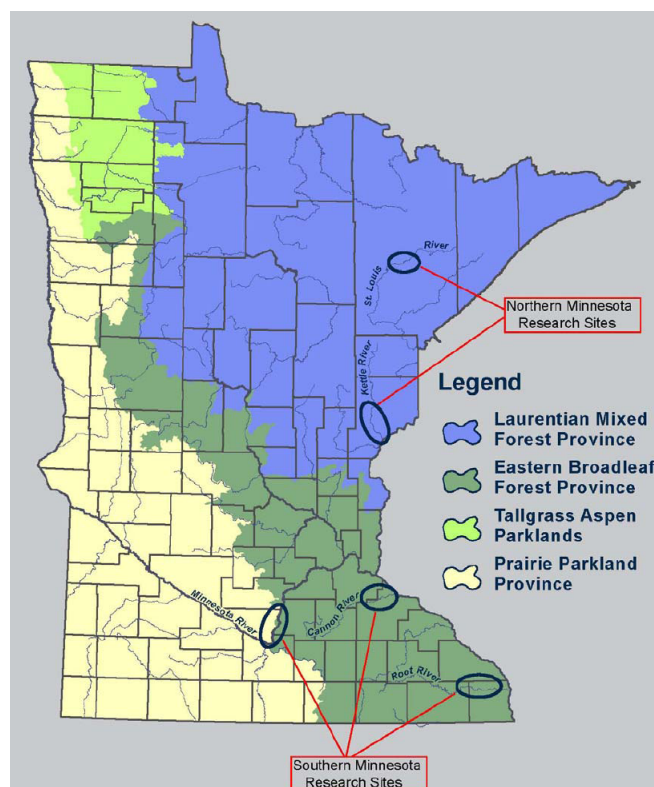 River
St. Louis
Northern Minnesota
Research Sites
Kettle River
Legend
Laurentian Mixed
Forest Province
Eastern Broadleaf
Forest Province
Tallgrass Aspen
Parklands
Prairie Parkland
Province
Minnesota River
Cannon River
Root River
Southern Minnesota
Research Sites